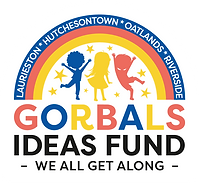 LAURIESTON * HUTCHESONTOWN * OATLANDS * RIVERSIDE
GORBALS
IDEAS FUND
- WE ALL GET ALONG -